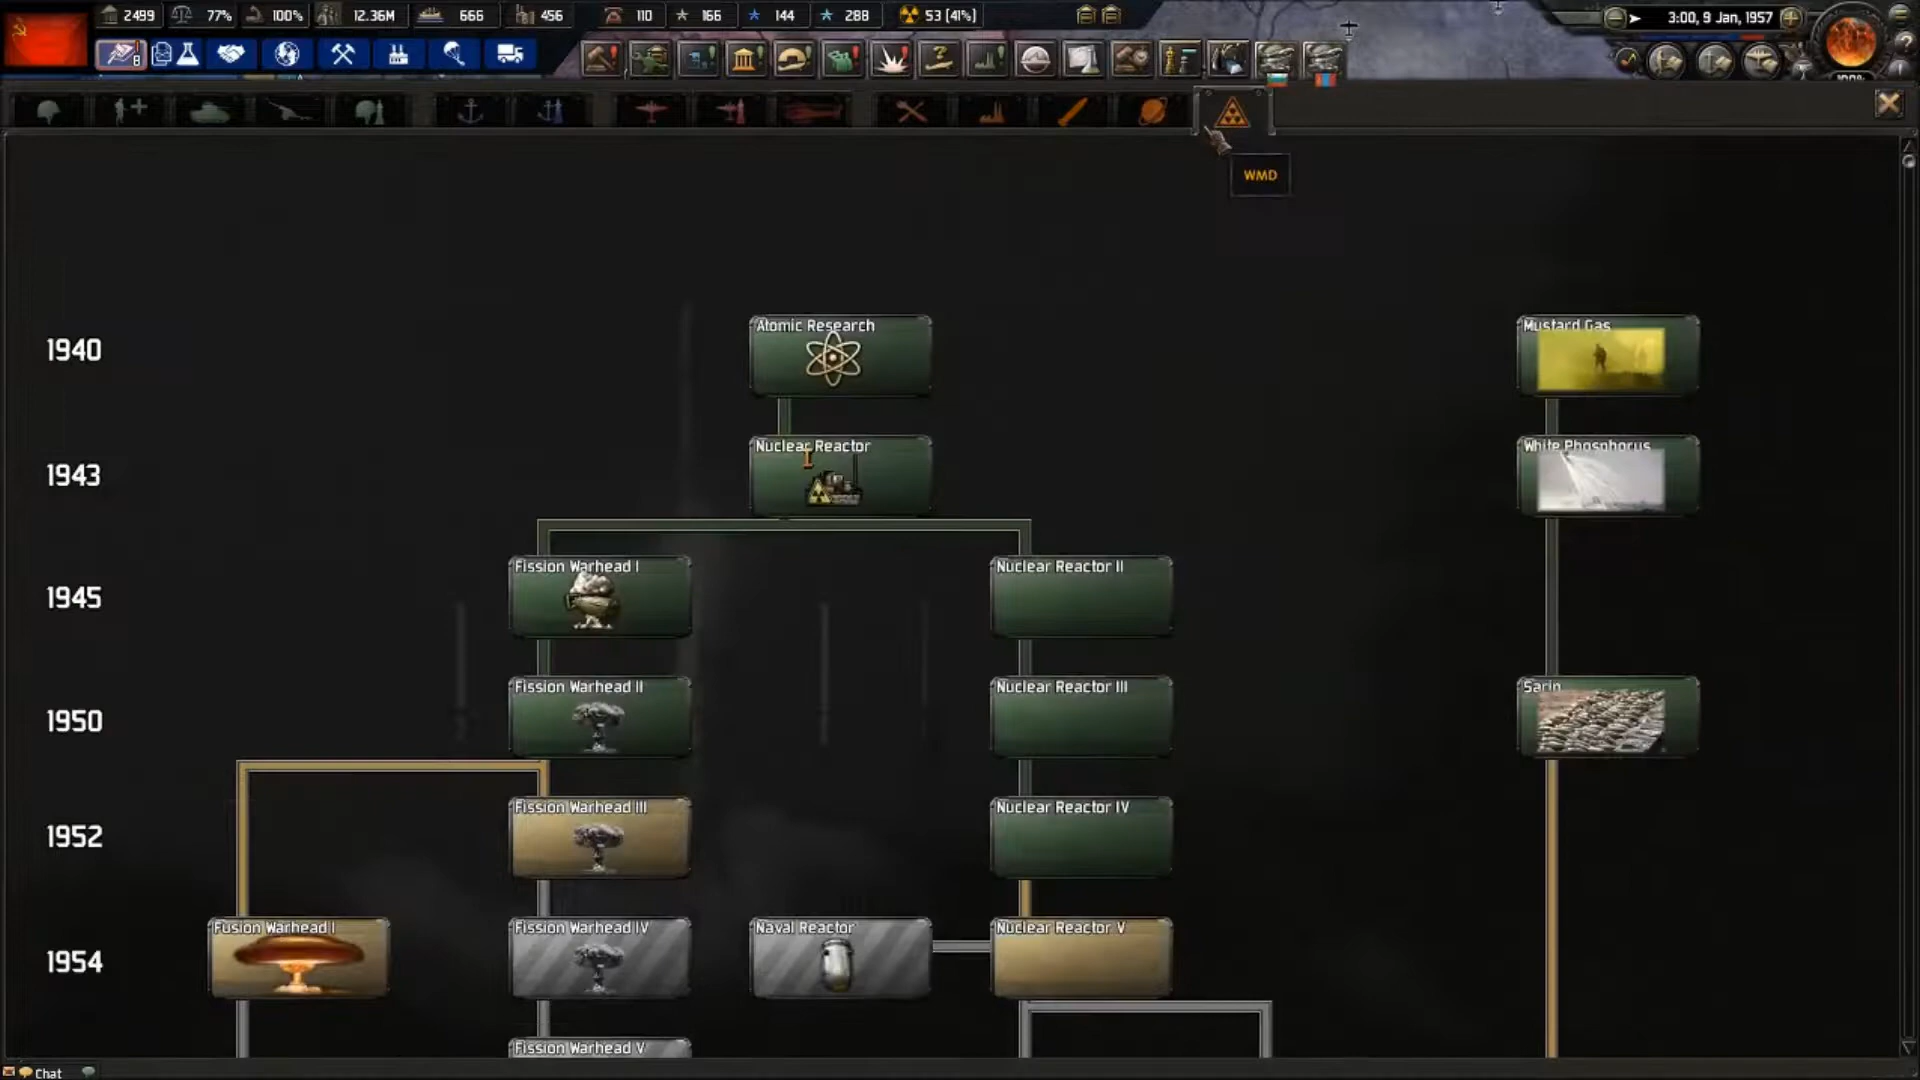 2499 77% 100% 12.36M 666 456 110 166 144 288 53 (41%) 3:00, 9 Jan, 1957
8
100%
WMD
1940 Atomic Research Mustard Gas
1943 Nuclear Reactor White Phosphorus
I
1945 Fission Warhead I Nuclear Reactor II
1950 Fission Warhead II Nuclear Reactor III Sarin
1952 Fission Warhead III Nuclear Reactor IV
1954 Fusion Warhead I Fission Warhead IV Naval Reactor Nuclear Reactor V
Fission Warhead V
Chat